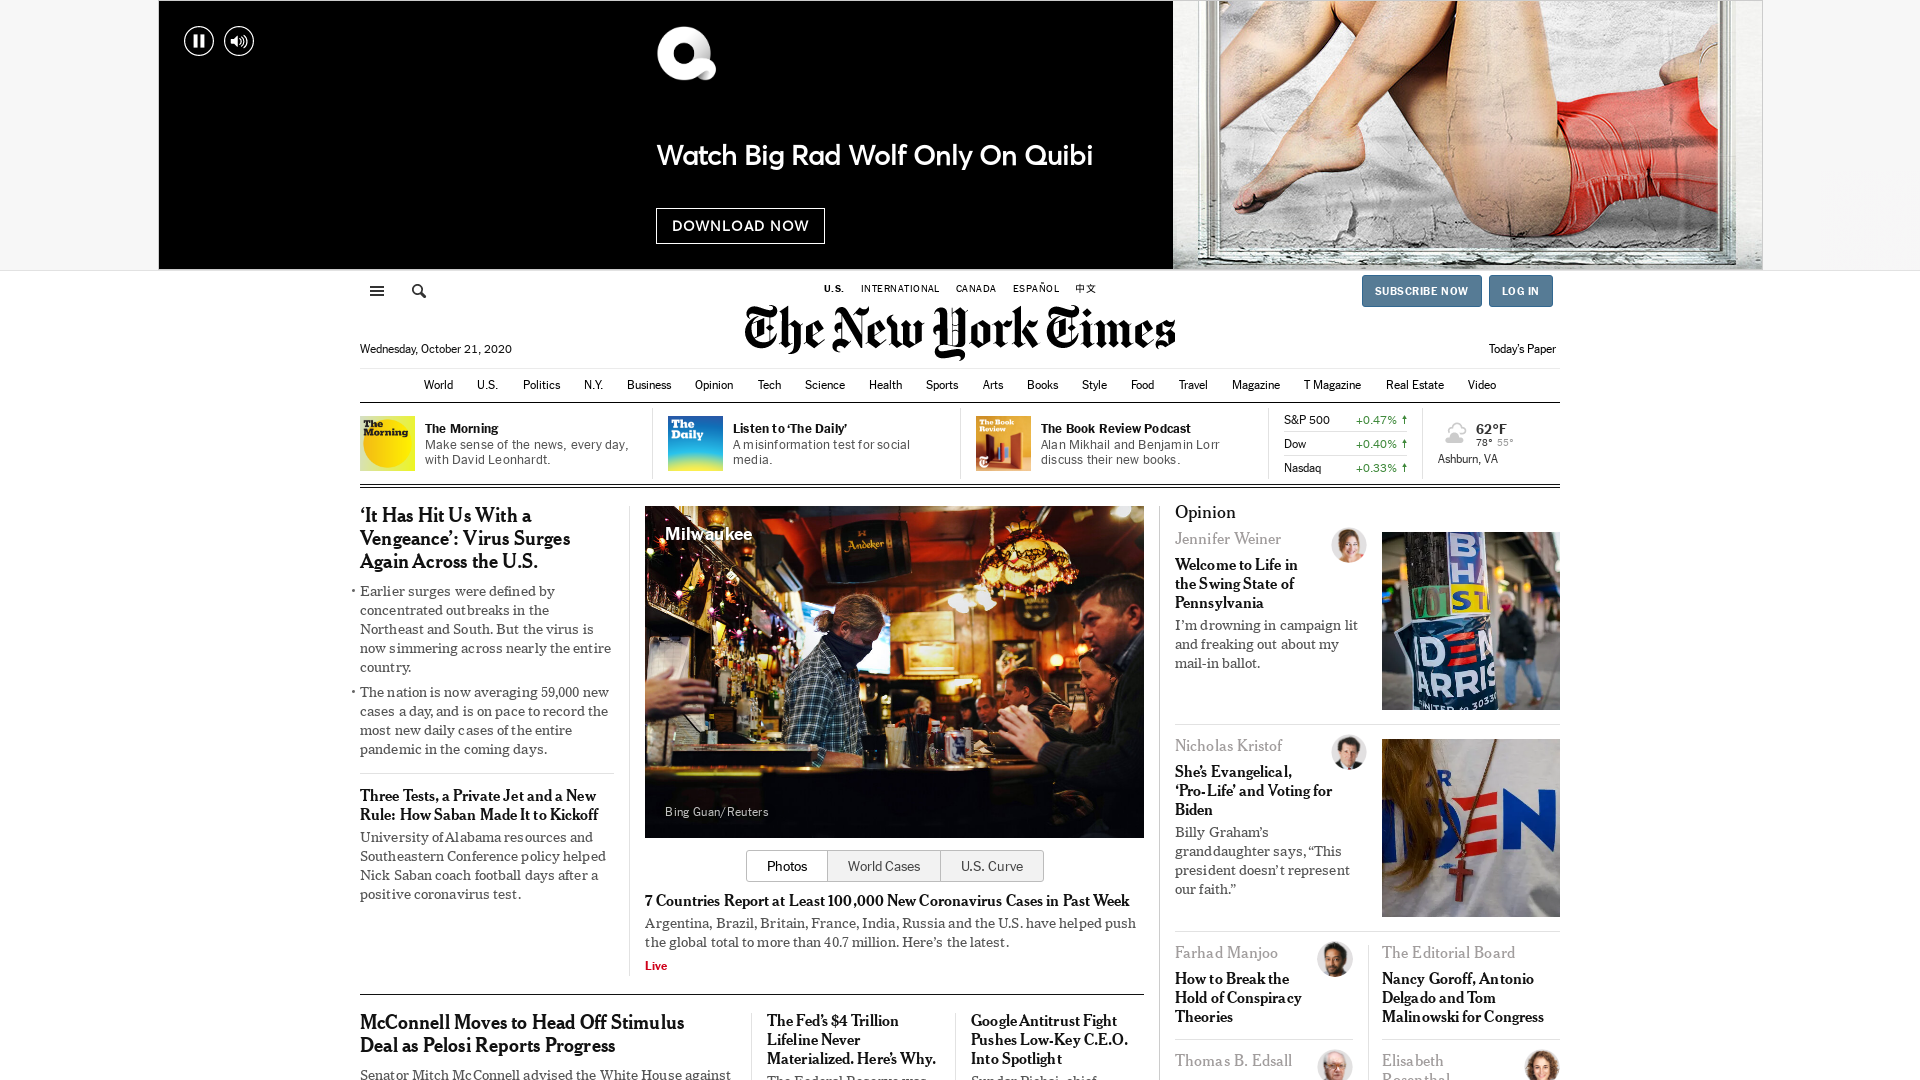 Watch Big Rad Wolf Only On Quibi
DOWNLOAD NOW
U.S. INTERNATIONAL CANADA ESPAÑOL 中文
SUBSCRIBE NOW
LOG IN
The New York Times
Wednesday, October 21, 2020
Today's Paper
World U.S. Politics N.Y. Business Opinion Tech Science Health Sports Arts Books Style Food Travel Magazine T Magazine Real Estate Video
The Morning
The Morning
Make sense of the news, every day,
with David Leonhardt.
The Daily
Listen to ‘The Daily’
A misinformation test for social
media.
The Book Review
The Book Review Podcast
Alan Mikhail and Benjamin Lorr
discuss their new books.
S&P 500 +0.47% ↑
Dow +0.40% ↑
Nasdaq +0.33% ↑
62°F
78° 55°
Ashburn, VA
‘It Has Hit Us With a
Vengeance’: Virus Surges
Again Across the U.S.
• Earlier surges were defined by
concentrated outbreaks in the
Northeast and South. But the virus is
now simmering across nearly the entire
country.
• The nation is now averaging 59,000 new
cases a day, and is on pace to record the
most new daily cases of the entire
pandemic in the coming days.
Three Tests, a Private Jet and a New
Rule: How Saban Made It to Kickoff
University of Alabama resources and
Southeastern Conference policy helped
Nick Saban coach football days after a
positive coronavirus test.
Milwaukee
Andeker
Bing Guan/Reuters
Photos World Cases U.S. Curve
7 Countries Report at Least 100,000 New Coronavirus Cases in Past Week
Argentina, Brazil, Britain, France, India, Russia and the U.S. have helped push
the global total to more than 40.7 million. Here’s the latest.
Live
McConnell Moves to Head Off Stimulus
Deal as Pelosi Reports Progress
Senator Mitch McConnell advised the White House against
The Fed’s $4 Trillion
Lifeline Never
Materialized. Here’s Why.
The Federal Reserve was
Google Antitrust Fight
Pushes Low-Key C.E.O.
Into Spotlight
Sundar Pichai, chief
Opinion
Jennifer Weiner
Welcome to Life in
the Swing State of
Pennsylvania
I’m drowning in campaign lit
and freaking out about my
mail-in ballot.
Nicholas Kristof
She’s Evangelical,
‘Pro-Life’ and Voting for
Biden
Billy Graham’s
granddaughter says, “This
president doesn’t represent
our faith.”
Farhad Manjoo
How to Break the
Hold of Conspiracy
Theories
The Editorial Board
Nancy Goroff, Antonio
Delgado and Tom
Malinowski for Congress
Thomas B. Edsall
Elisabeth
Rosenthal